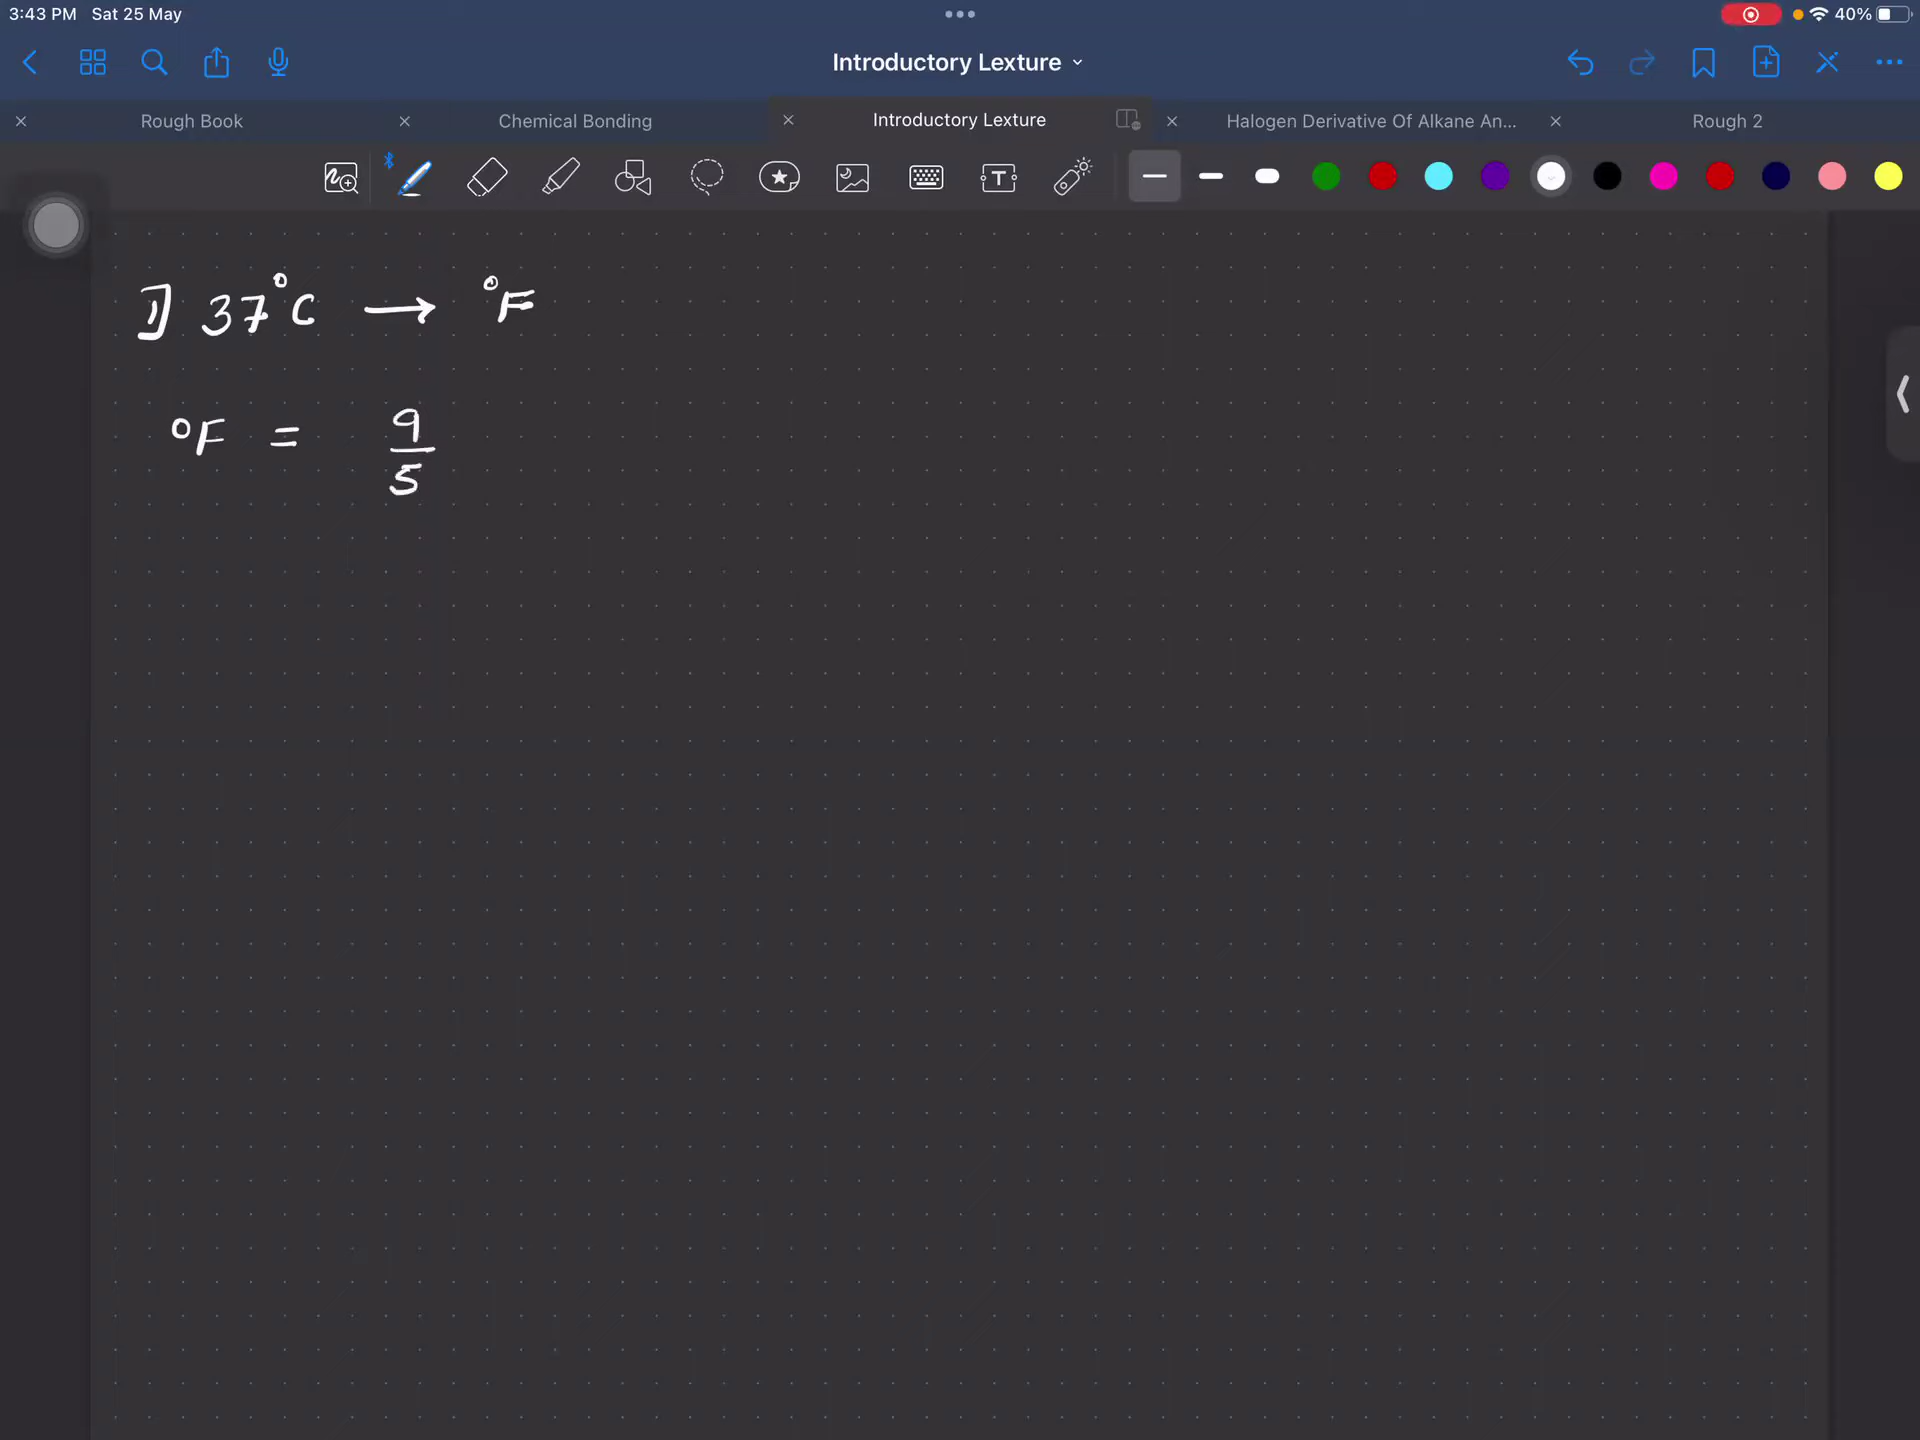 3:43 PM Sat 25 May
40%
Introductory Lexture
Rough Book
Chemical Bonding
Introductory Lexture
Halogen Derivative Of Alkane An...
Rough 2
1] 37°C → °F
°F = 9/5